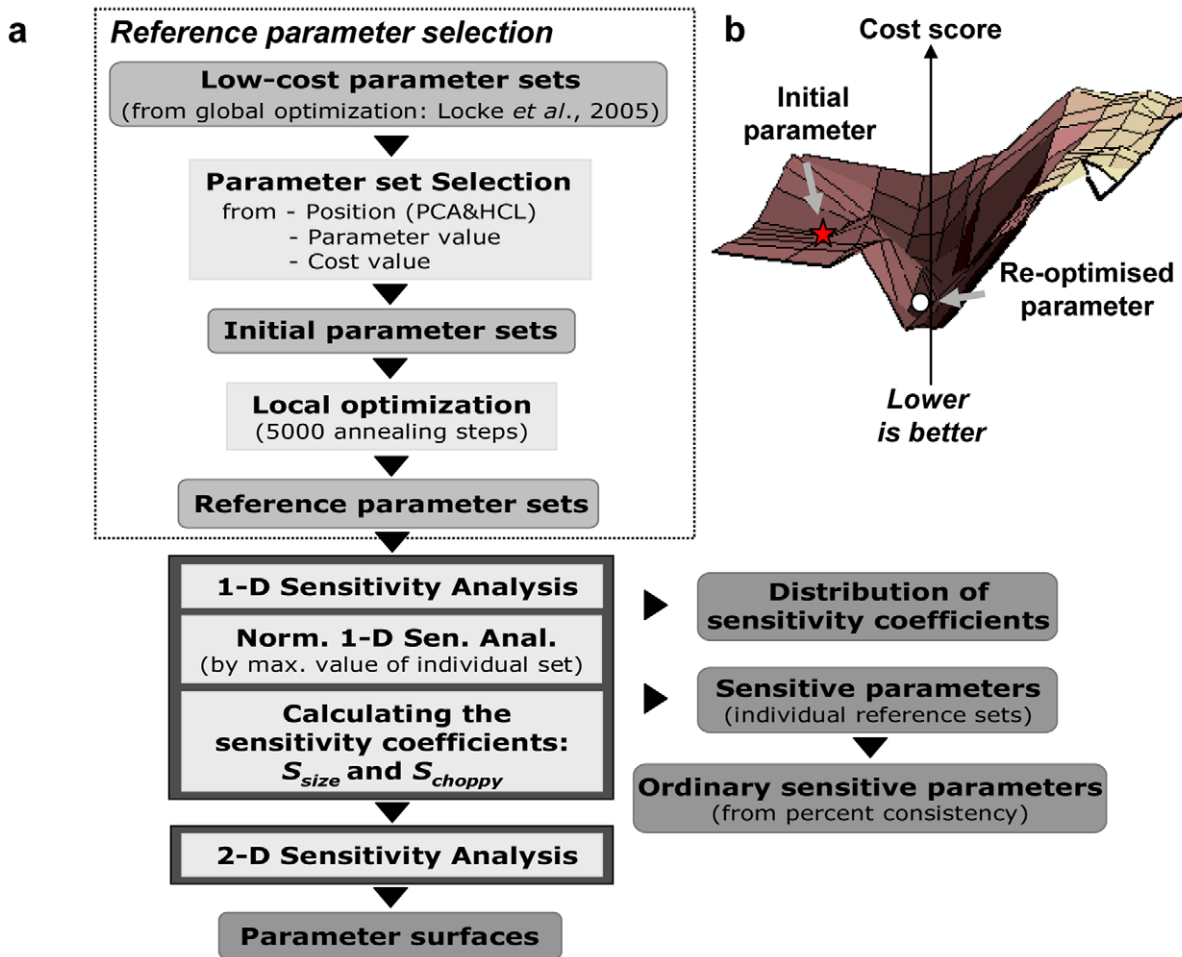 a
Reference parameter selection
Low-cost parameter sets
(from global optimization: Locke et al., 2005)
Parameter set Selection
from - Position (PCA&HCL)
- Parameter value
- Cost value
Initial parameter sets
Local optimization
(5000 annealing steps)
Reference parameter sets
1-D Sensitivity Analysis
Norm. 1-D Sen. Anal.
(by max. value of individual set)
Calculating the
sensitivity coefficients:
Ssize and Schoppy
2-D Sensitivity Analysis
Parameter surfaces
Distribution of
sensitivity coefficients
Sensitive parameters
(individual reference sets)
Ordinary sensitive parameters
(from percent consistency)
b
Cost score
Initial
parameter
Re-optimised
parameter
Lower
is better